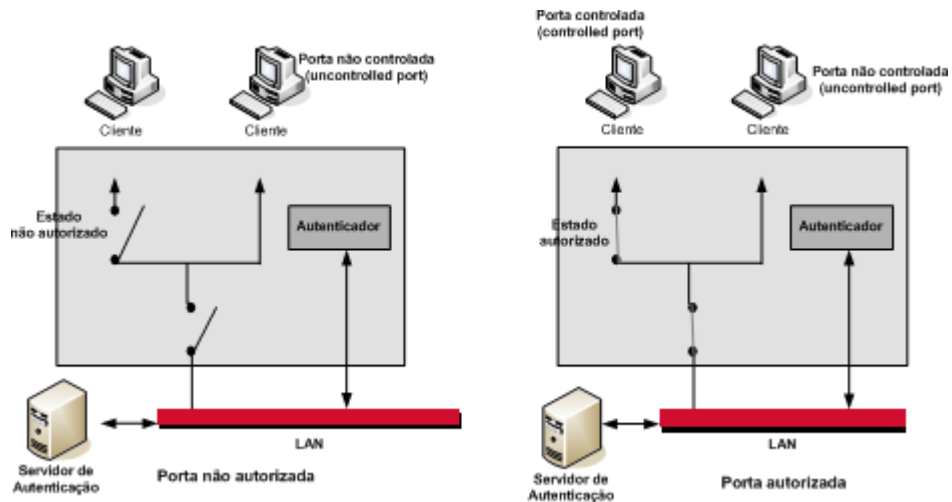 Porta não controlada
(uncontrolled port)
Cliente
Cliente
Estado
não autorizado
Autenticador
LAN
Servidor de
Autenticação
Porta não autorizada
Porta controlada
(controlled port)
Porta não controlada
(uncontrolled port)
Cliente
Cliente
Estado
autorizado
Autenticador
LAN
Servidor de
Autenticação
Porta autorizada